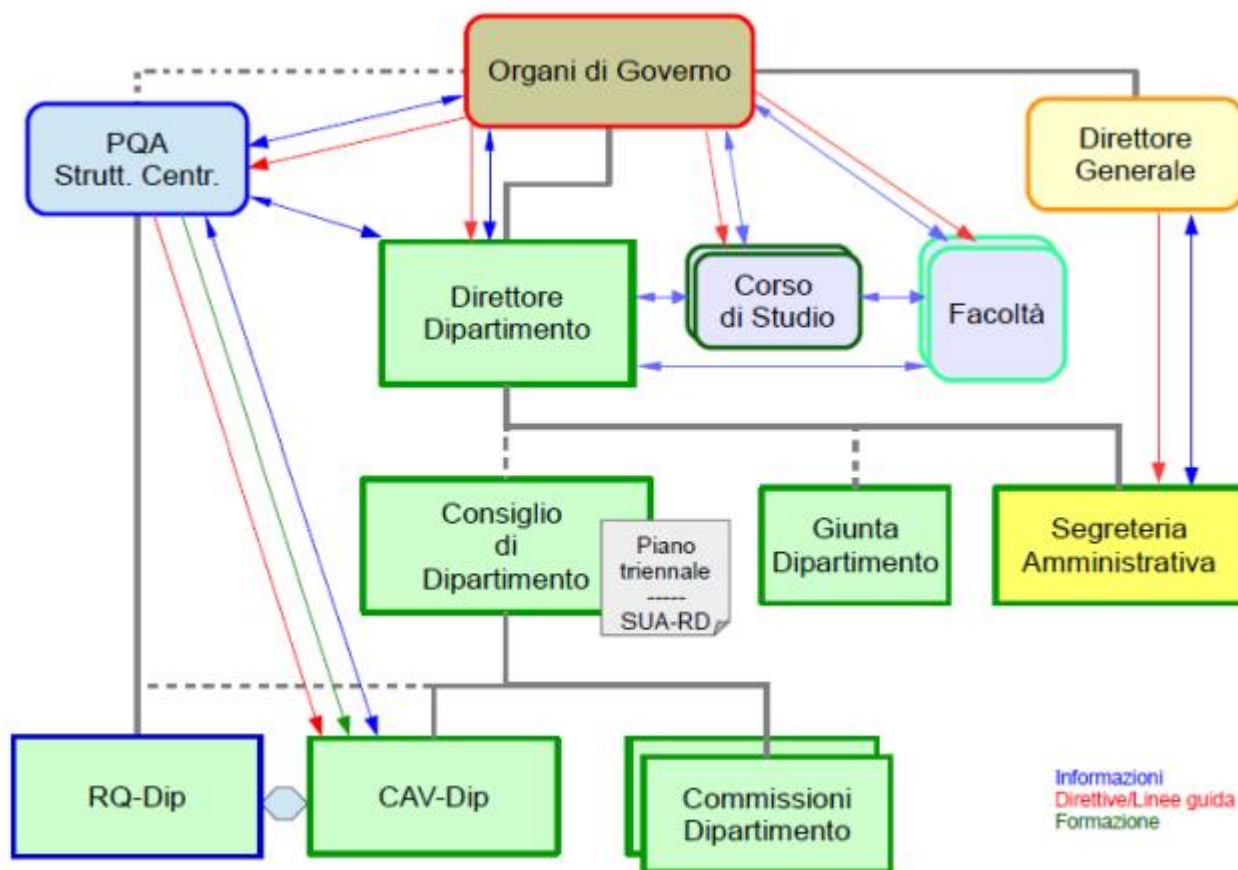 Organi di Governo
PQA
Strutt. Centr.
Direttore
Generale
Direttore
Dipartimento
Corso
di Studio
Facoltà
Consiglio
di
Dipartimento
Piano
triennale
-----
SUA-RD
Giunta
Dipartimento
Segreteria
Amministrativa
RQ-Dip
CAV-Dip
Commissioni
Dipartimento
Informazioni
Direttive/Linee guida
Formazione